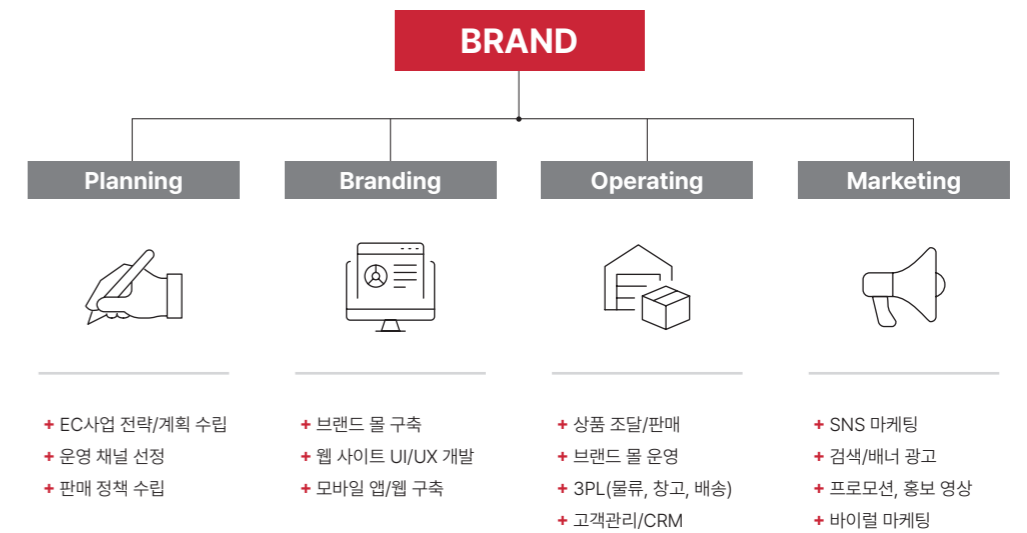 BRAND
Planning
Branding
Operating
Marketing
+ EC사업 전략/계획 수립
+ 운영 채널 선정
+ 판매 정책 수립
+ 브랜드 몰 구축
+ 웹 사이트 UI/UX 개발
+ 모바일 앱/웹 구축
+ 상품 조달/판매
+ 브랜드 몰 운영
+ 3PL(물류, 창고, 배송)
+ 고객관리/CRM
+ SNS 마케팅
+ 검색/배너 광고
+ 프로모션, 홍보 영상
+ 바이럴 마케팅